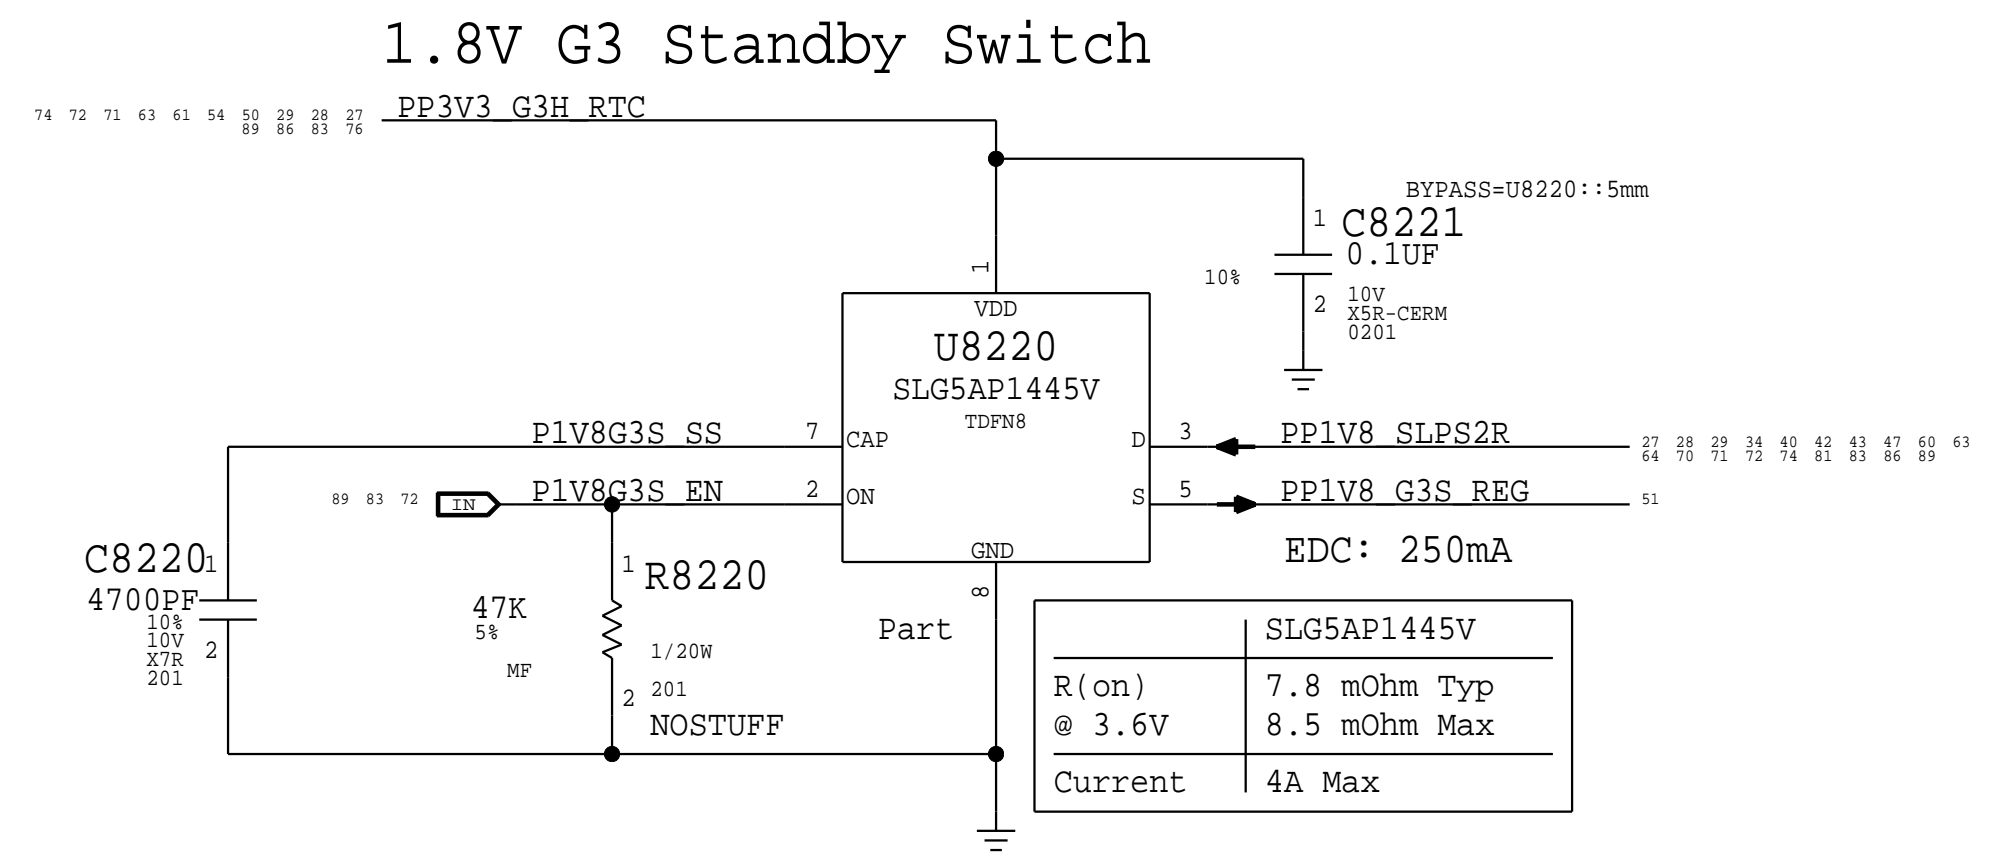 1.8V G3 Standby Switch
74 72 71 63 61 54 50 29 28 27
89 86 83 76
PP3V3_G3H_RTC
BYPASS=U8220::5mm
1
C8221
0.1UF
10%
2
10V
X5R-CERM
0201
1
VDD
U8220
SLG5AP1445V
TDFN8
P1V8G3S_SS
7
CAP
D
3
PP1V8_SLPS2R
27 28 29 34 40 42 43 47 60 63
64 70 71 72 74 81 83 86 89
89 83 72
IN
P1V8G3S_EN
2
ON
S
5
PP1V8_G3S_REG
51
GND
8
EDC: 250mA
C8220
1
4700PF
10%
10V
X7R
201
2
1
R8220
47K
5%
1/20W
MF
201
2
NOSTUFF
Part
SLG5AP1445V
R(on)
@ 3.6V
7.8 mOhm Typ
8.5 mOhm Max
Current
4A Max